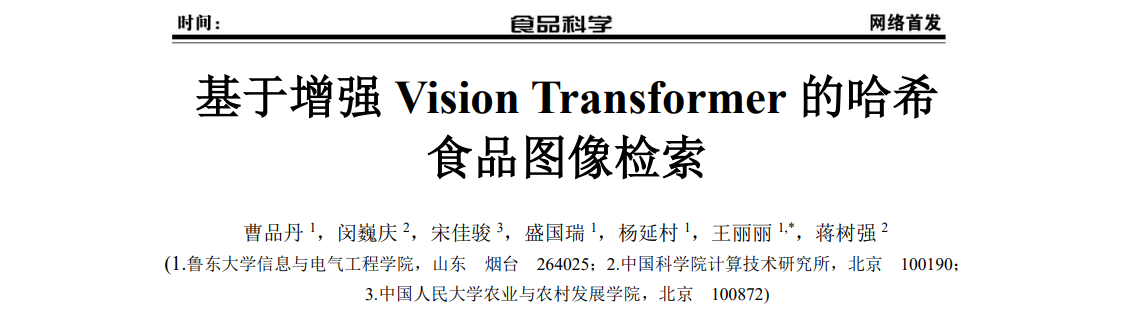 时间： 食品科学 网络首发
基于增强 Vision Transformer 的哈希
食品图像检索
曹品丹 1，闵巍庆 2，宋佳骏 3，盛国瑞 1，杨延村 1，王丽丽 1,*，蒋树强 2
(1.鲁东大学信息与电气工程学院，山东 烟台 264025；2.中国科学院计算技术研究所，北京 100190；
3.中国人民大学农业与农村发展学院，北京 100872)